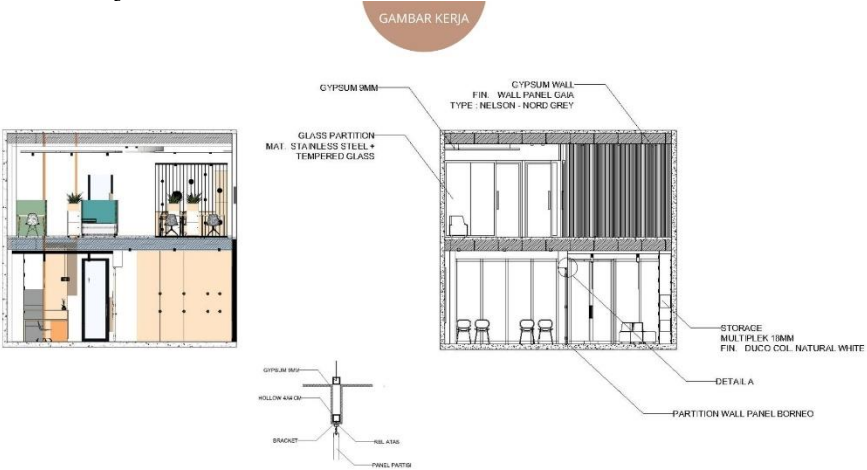 GAMBAR KERJA
GYPSUM 9MM
GYPSUM WALL
FIN. WALL PANEL GAIA
TYPE : NELSON - NORD GREY
GLASS PARTITION
MAT. STAINLESS STEEL +
TEMPERED GLASS
STORAGE
MULTIPLEK 18MM
FIN. DUCO COL. NATURAL WHITE
DETAIL A
PARTITION WALL PANEL BORNEO
GYPSUM 9MM
HOLLOW 4X4 CM
BRACKET
REL ATAS
PANEL PARTISI